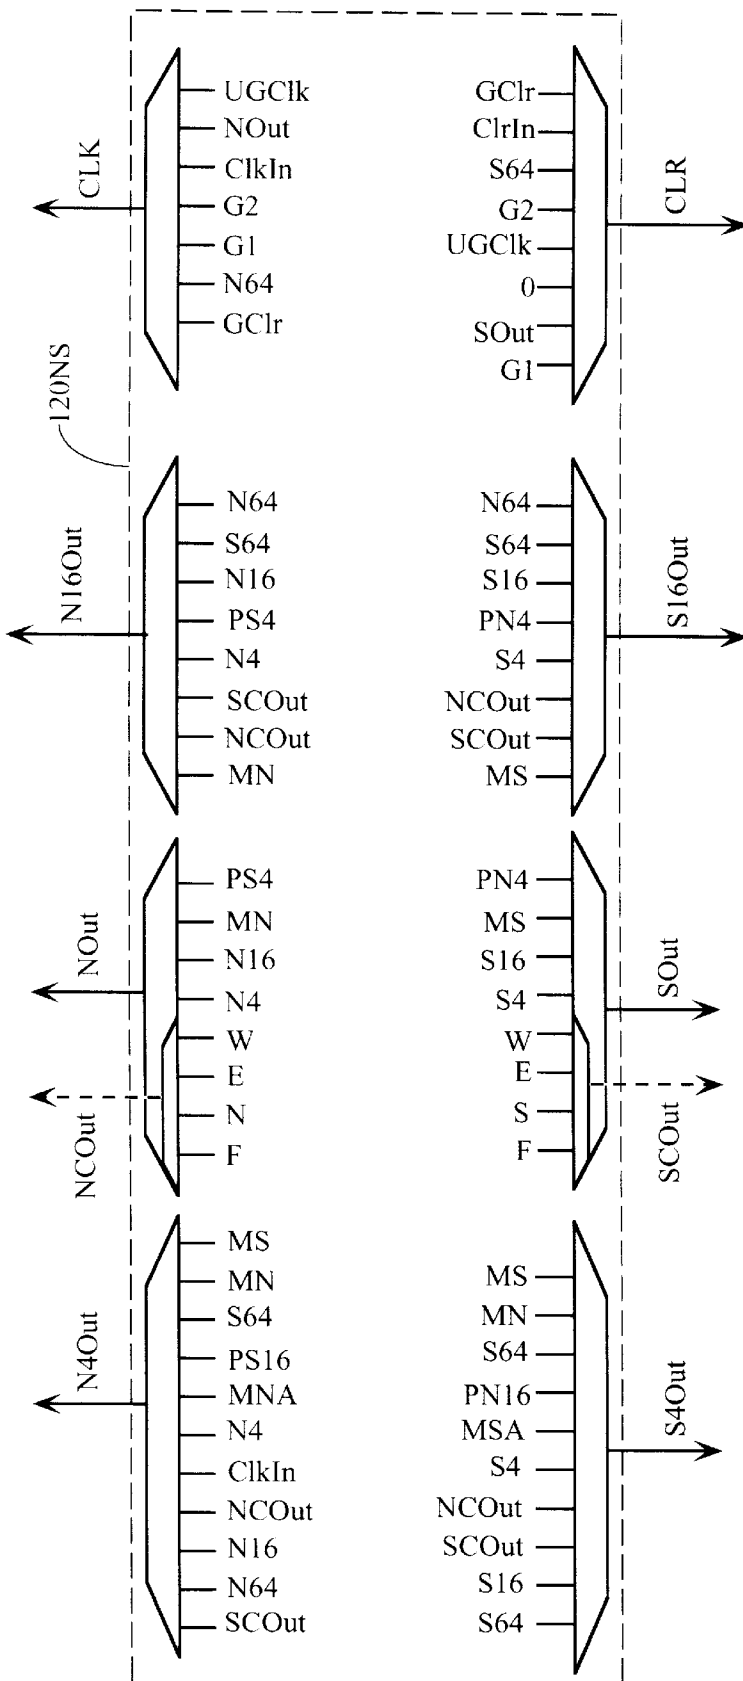 CLK
UGClk
NOut
ClkIn
G2
G1
N64
GClr
GClr
ClrIn
S64
G2
UGClk
0
SOut
G1
CLR
120NS
N16Out
N64
S64
N16
PS4
N4
SCOut
NCOut
MN
N64
S64
S16
PN4
S4
NCOut
SCOut
MS
S16Out
NOut
NCOut
PS4
MN
N16
N4
W
E
N
F
PN4
MS
S16
S4
W
E
S
F
SOut
SCOut
N4Out
MS
MN
S64
PS16
MNA
N4
ClkIn
NCOut
N16
N64
SCOut
MS
MN
S64
PN16
MSA
S4
NCOut
SCOut
S16
S64
S4Out